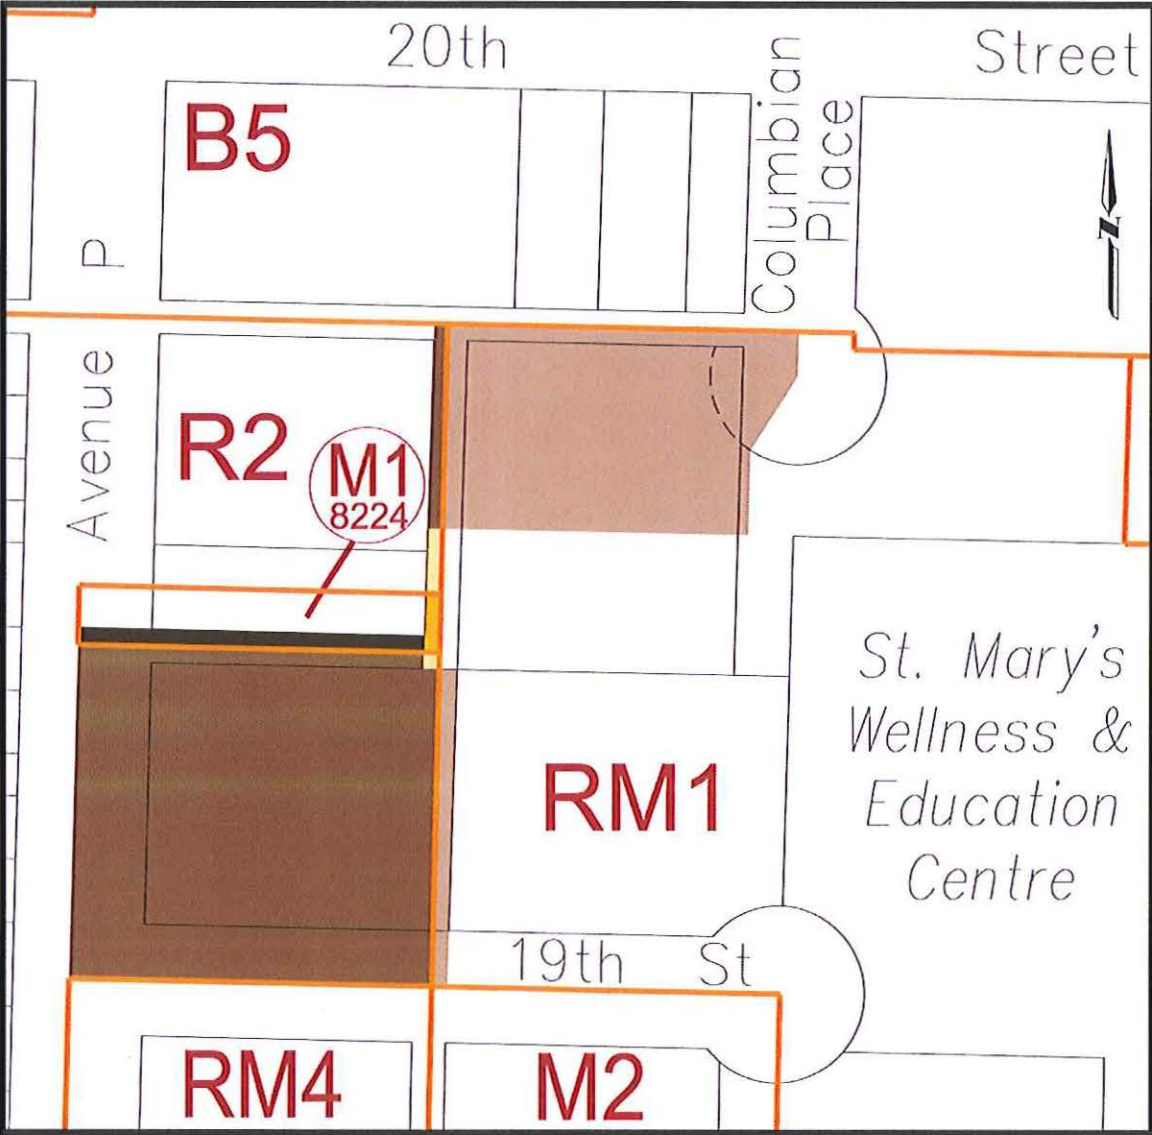 20th
Street
Columbian
Place
B5
N
Avenue P
R2
M1
8224
St. Mary's
Wellness &
Education
Centre
RM1
19th St
RM4
M2